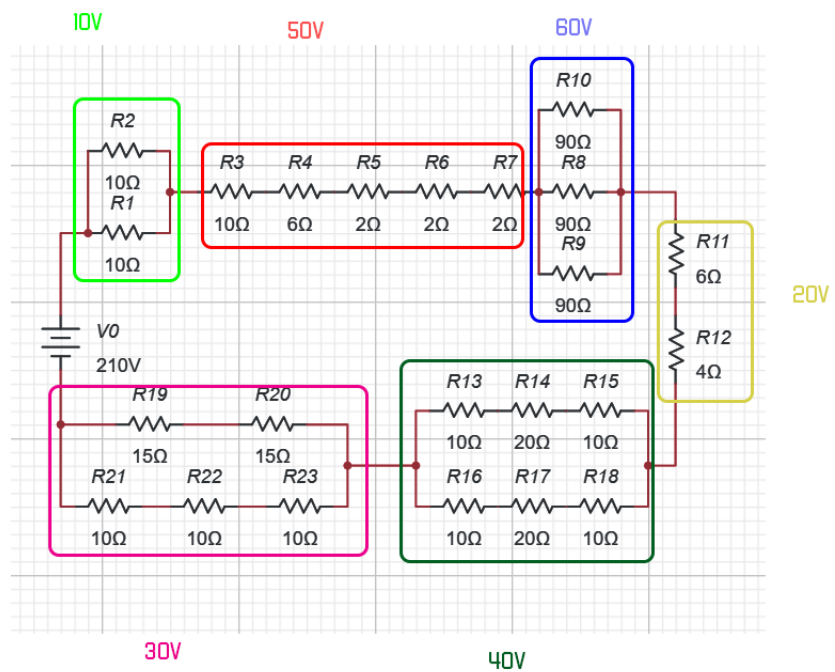 10V
50V
60V
R10
90Ω
R2
10Ω
R1
10Ω
R3 R4 R5 R6 R7
10Ω 6Ω 2Ω 2Ω 2Ω
R8
90Ω
R9
90Ω
R11
6Ω
R12
4Ω
20V
V0
210V
R19 R20
15Ω 15Ω
R21 R22 R23
10Ω 10Ω 10Ω
R13 R14 R15
10Ω 20Ω 10Ω
R16 R17 R18
10Ω 20Ω 10Ω
30V
40V